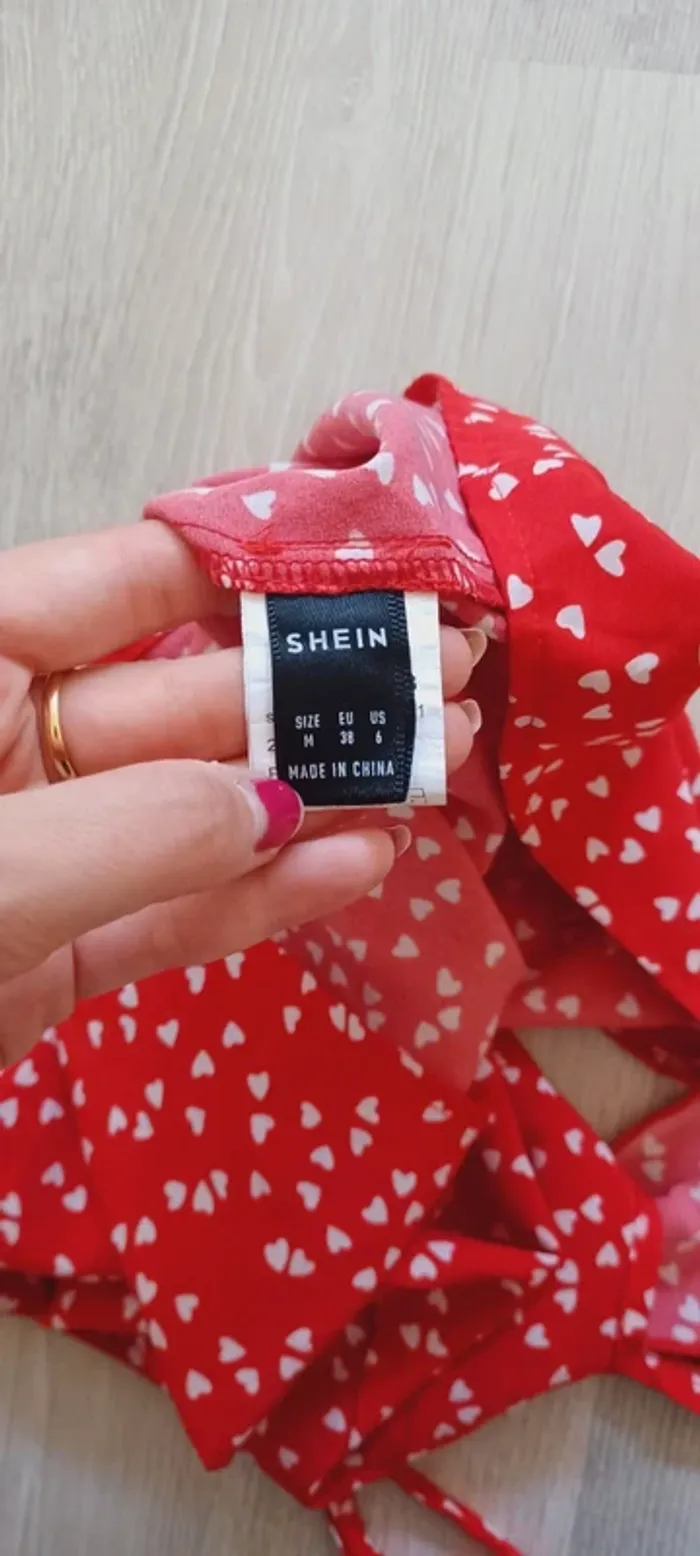 SHEIN
SIZE EU US
M 38 6
MADE IN CHINA